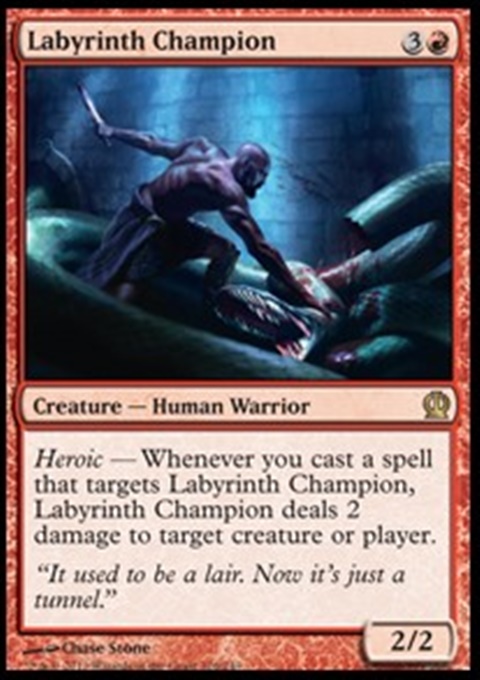 Labyrinth Champion 3
Creature — Human Warrior
Heroic — Whenever you cast a spell
that targets Labyrinth Champion,
Labyrinth Champion deals 2
damage to target creature or player.
“It used to be a lair. Now it’s just a
tunnel.”
Chase Stone
2/2